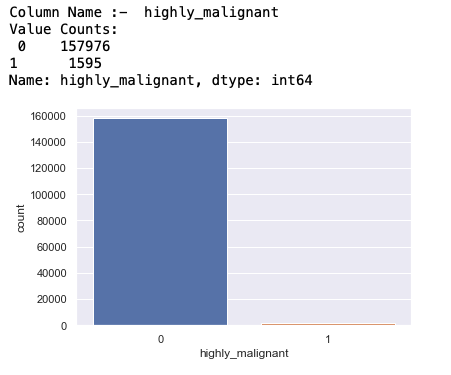 Column Name :-  highly_malignant
Value Counts:
 0    157976
1      1595
Name: highly_malignant, dtype: int64
160000
140000
120000
100000
80000
60000
40000
20000
0
count
0 1
highly_malignant